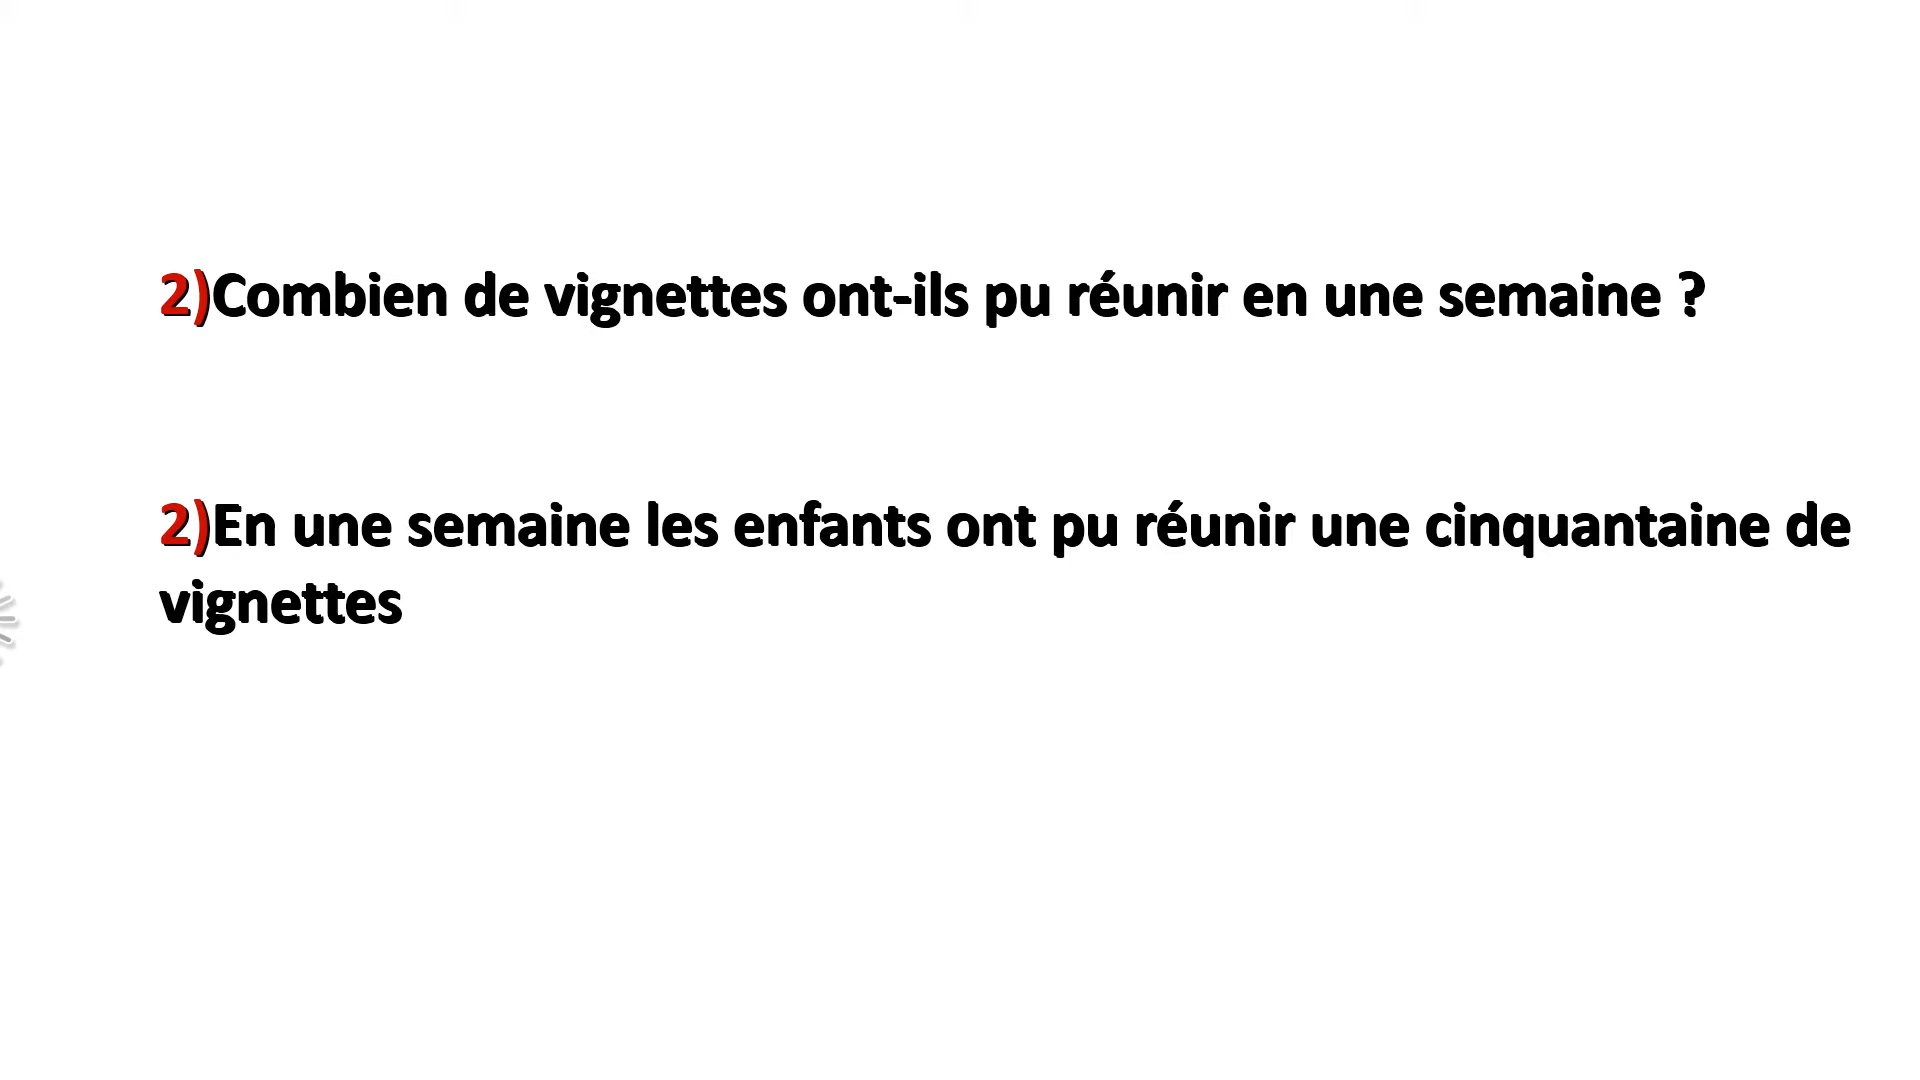 2)Combien de vignettes ont-ils pu réunir en une semaine ?
2)En une semaine les enfants ont pu réunir une cinquantaine de
vignettes